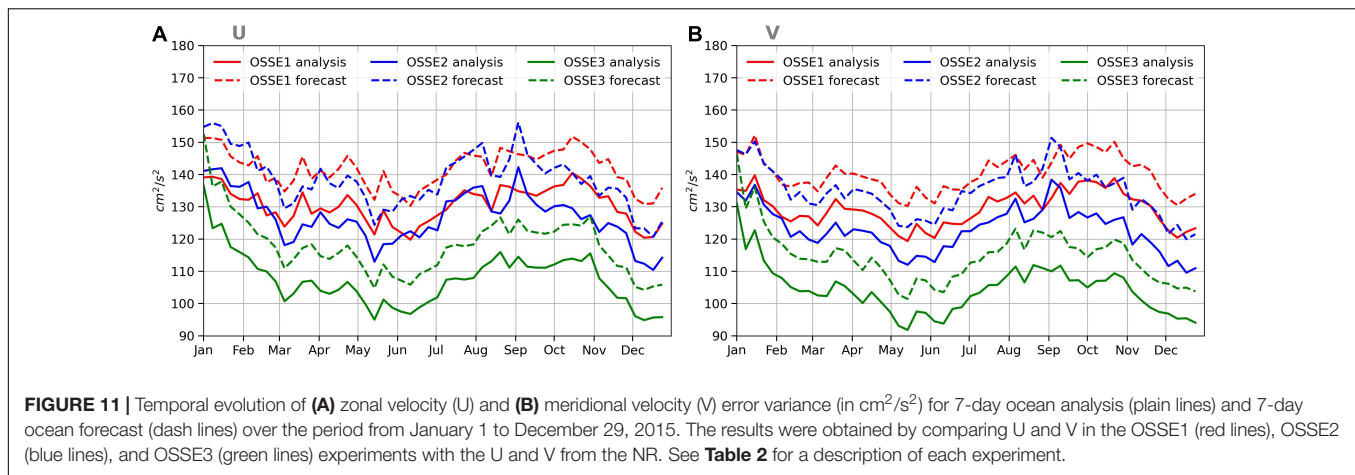 A U
180
170
160
150
140
130
120
110
100
90
cm²/s²
OSSE1 analysis OSSE2 analysis OSSE3 analysis
OSSE1 forecast OSSE2 forecast OSSE3 forecast
Jan Feb Mar Apr May Jun Jul Aug Sep Oct Nov Dec
B V
180
170
160
150
140
130
120
110
100
90
cm²/s²
OSSE1 analysis OSSE2 analysis OSSE3 analysis
OSSE1 forecast OSSE2 forecast OSSE3 forecast
Jan Feb Mar Apr May Jun Jul Aug Sep Oct Nov Dec
FIGURE 11 | Temporal evolution of (A) zonal velocity (U) and (B) meridional velocity (V) error variance (in cm²/s²) for 7-day ocean analysis (plain lines) and 7-day
ocean forecast (dash lines) over the period from January 1 to December 29, 2015. The results were obtained by comparing U and V in the OSSE1 (red lines), OSSE2
(blue lines), and OSSE3 (green lines) experiments with the U and V from the NR. See Table 2 for a description of each experiment.